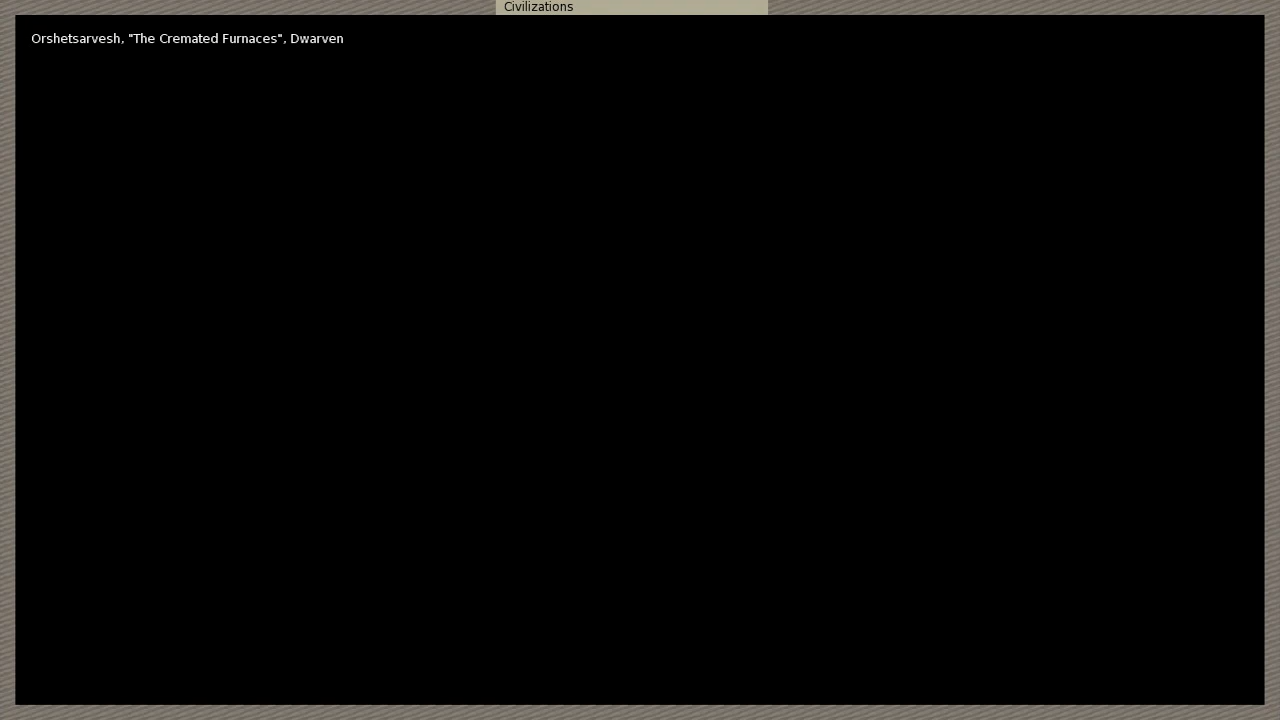 Civilizations
Orshetsarvesh, "The Cremated Furnaces", Dwarven